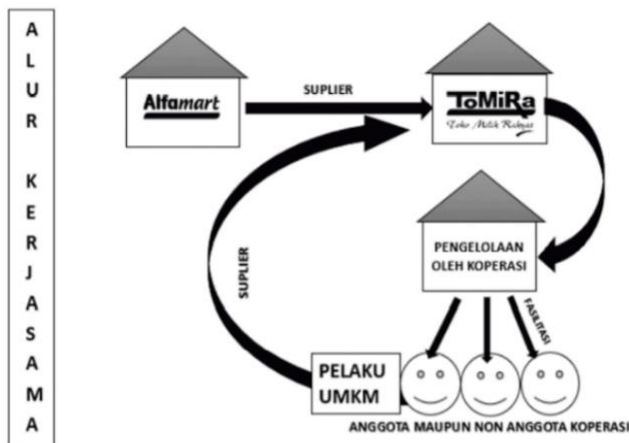 ALUR KERJASAMA
Alfamart
SUPLIER
ToMiRa
Toko Milik Rakyat
PENGELOLAAN
OLEH KOPERASI
SUPLIER
FASILITASI
PELAKU
UMKM
ANGGOTA MAUPUN NON ANGGOTA KOPERASI